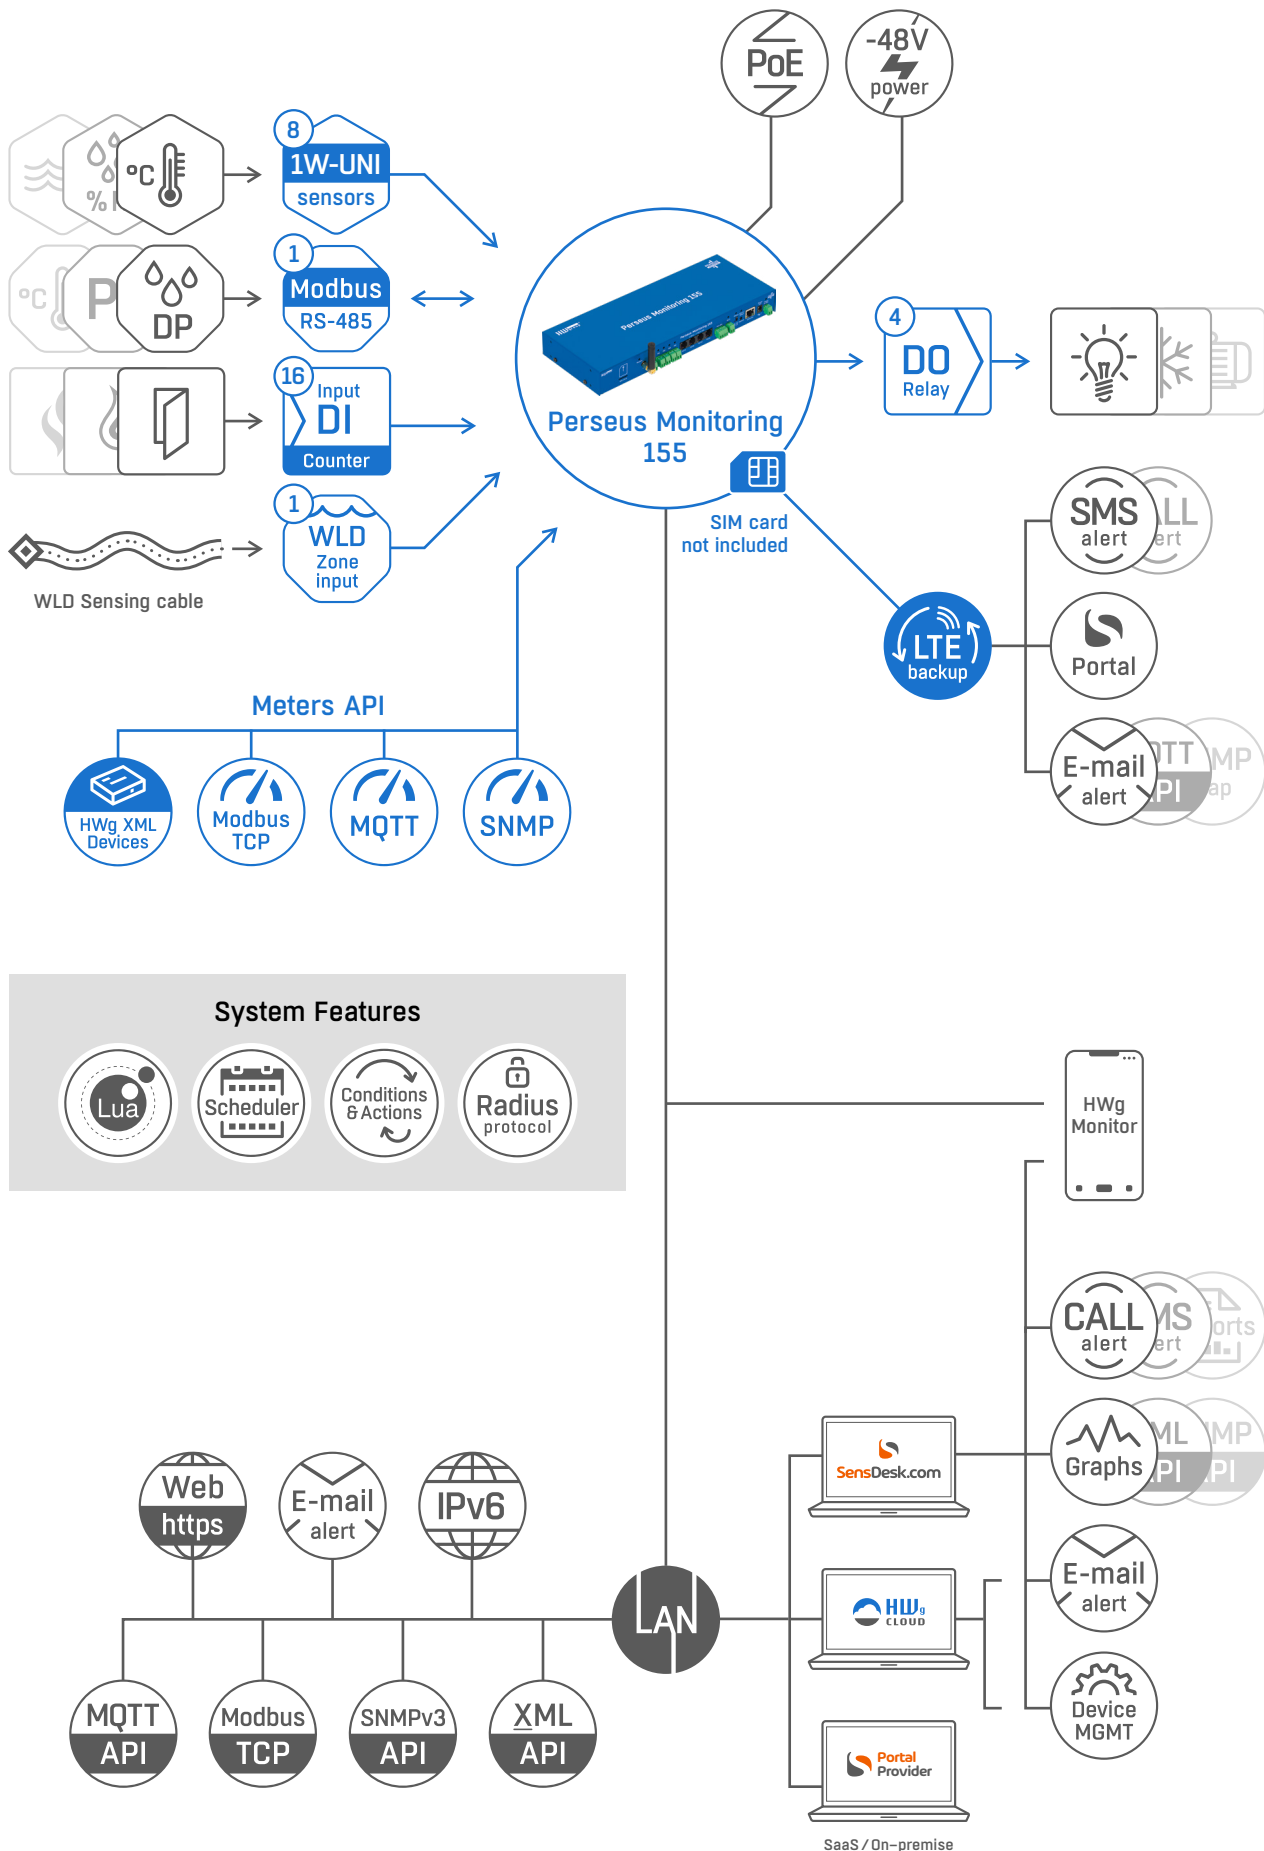 PoE
-48V
power
8
1W-UNI
sensors
°C
%
1
Modbus
RS-485
°C
P
DP
16
Input
DI
Counter
1
WLD
Zone
input
WLD Sensing cable
Perseus Monitoring 155
Perseus Monitoring
155
SIM card
not included
4
DO
Relay
SMS
alert
LTE
backup
Portal
E-mail
alert
Meters API
HWg XML
Devices
Modbus
TCP
MQTT
SNMP
System Features
Lua
Scheduler
Conditions
& Actions
Radius
protocol
HWg
Monitor
CALL
alert
Graphs
E-mail
alert
Device
MGMT
SensDesk.com
HWg
CLOUD
Portal
Provider
SaaS / On-premise
LAN
Web
https
E-mail
alert
IPv6
MQTT
API
Modbus
TCP
SNMPv3
API
XML
API